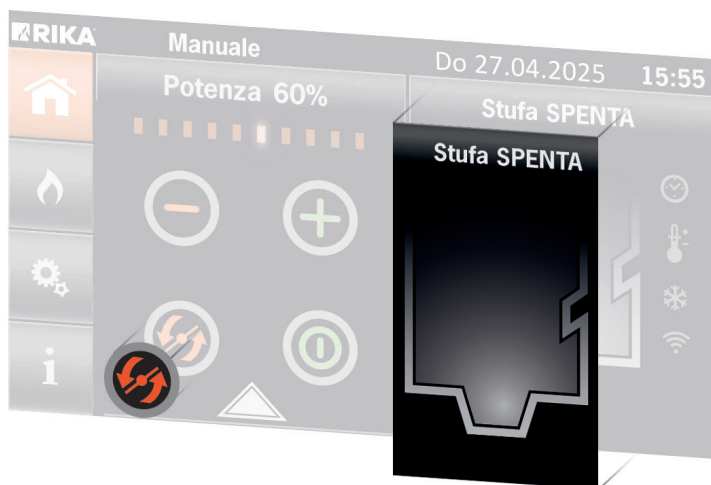 RIKA
Manuale
Do 27.04.2025
15:55
Potenza 60%
Stufa SPENTA
Stufa SPENTA
i